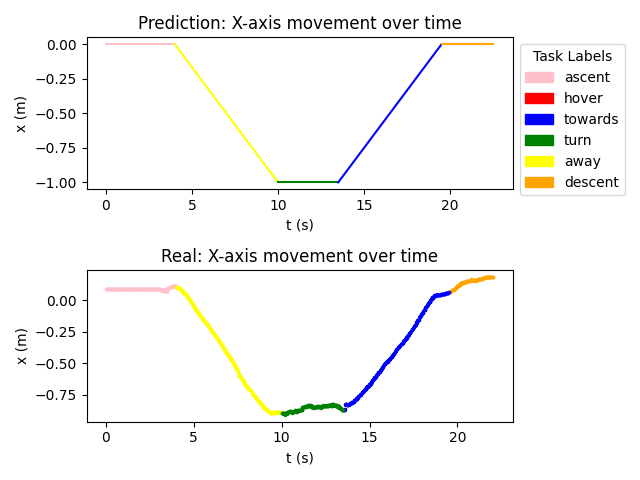 Prediction: X-axis movement over time
x (m)
0.00
−0.25
−0.50
−0.75
−1.00
0 5 10 15 20
t (s)
Task Labels
ascent
hover
towards
turn
away
descent
Real: X-axis movement over time
x (m)
0.00
−0.25
−0.50
−0.75
0 5 10 15 20
t (s)